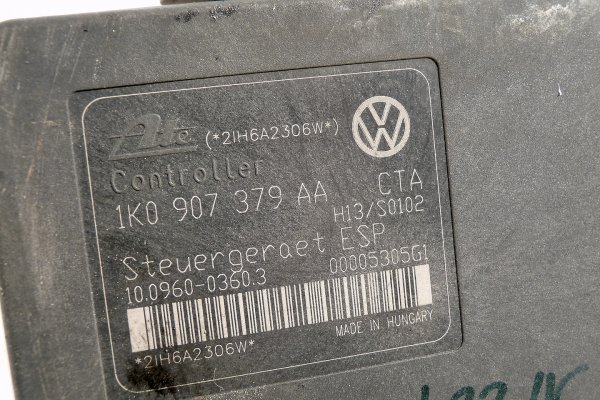 Ate (*2IH6A2306W*)
Controller
1K0 907 379 AA CTA
H13/S0102
Steuergeraet ESP
10.0960-0360.3 00005305G1
*2IH6A2306W* MADE IN HUNGARY